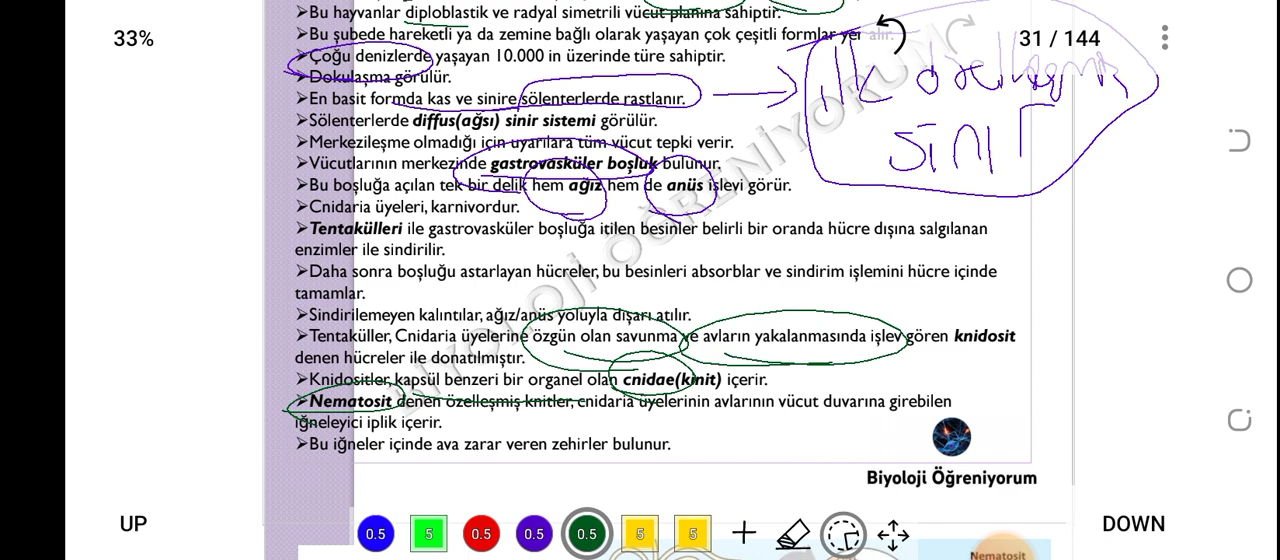 ➤Bu hayvanlar diploblastik ve radyal simetrili vücut planına sahiptir.
➤Bu şubede hareketli ya da zemine bağlı olarak yaşayan çok çeşitli formlar yer alır.
33%
31 / 144
➤Çoğu denizlerde yaşayan 10.000 in üzerinde türe sahiptir.
➤Dokulaşma görülür.
➤En basit formda kas ve sinire sölenterlerde rastlanır.
ilk
sinir
➤Sölenterlerde diffus(ağsı) sinir sistemi görülür.
➤Merkezileşme olmadığı için uyarılara tüm vücut tepki verir.
➤Vücutlarının merkezinde gastrovasküler boşluk bulunur.
➤Bu boşluğa açılan tek bir delik hem ağız hem de anüs işlevi görür.
➤Cnidaria üyeleri, karnivordur.
➤Tentakülleri ile gastrovasküler boşluğa itilen besinler belirli bir oranda hücre dışına salgılanan
enzimler ile sindirilir.
➤Daha sonra boşluğu astarlayan hücreler, bu besinleri absorblar ve sindirim işlemini hücre içinde
tamamlar.
➤Sindirilemeyen kalıntılar, ağız/anüs yoluyla dışarı atılır.
➤Tentaküller, Cnidaria üyelerine özgün olan savunma ve avların yakalanmasında işlev gören knidosit
denen hücreler ile donatılmıştır.
➤Knidositler kapsül benzeri bir organel olan cnidae(kinit) içerir.
➤Nematosit denen özelleşmiş knitler, cnidaria üyelerinin avlarının vücut duvarına girebilen
iğneleyici iplik içerir.
➤Bu iğneler içinde ava zarar veren zehirler bulunur.
BİYOLOJİ ÖĞRENİYORUM
Biyoloji Öğreniyorum
UP
0.5 5 0.5 0.5 0.5 5 5
DOWN
Nematosit